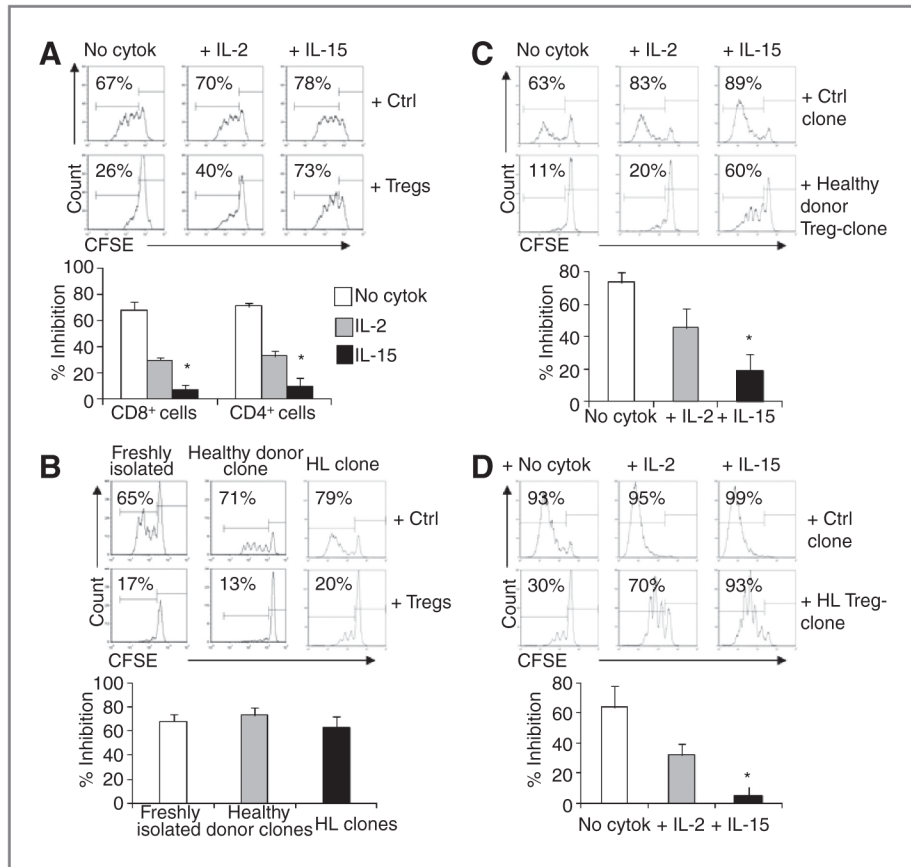 A
No cytok + IL-2 + IL-15
67% 70% 78%
+ Ctrl
26% 40% 73%
+ Tregs
Count
CFSE
100
80
60
40
20
0
% Inhibition
No cytok
IL-2
IL-15
*
*
CD8+ cells CD4+ cells
B
Freshly isolated
Healthy donor clone
HL clone
65% 71% 79%
+ Ctrl
17% 13% 20%
+ Tregs
Count
CFSE
100
80
60
40
20
0
% Inhibition
Freshly isolated
Healthy donor clones
HL clones
C
No cytok + IL-2 + IL-15
63% 83% 89%
+ Ctrl
clone
11% 20% 60%
+ Healthy
donor
Treg-clone
Count
CFSE
80
60
40
20
0
% Inhibition
*
No cytok + IL-2 + IL-15
D
+ No cytok + IL-2 + IL-15
93% 95% 99%
+ Ctrl
clone
30% 70% 93%
+ HL Treg-
clone
Count
CFSE
80
60
40
20
0
% Inhibition
*
No cytok + IL-2 + IL-15